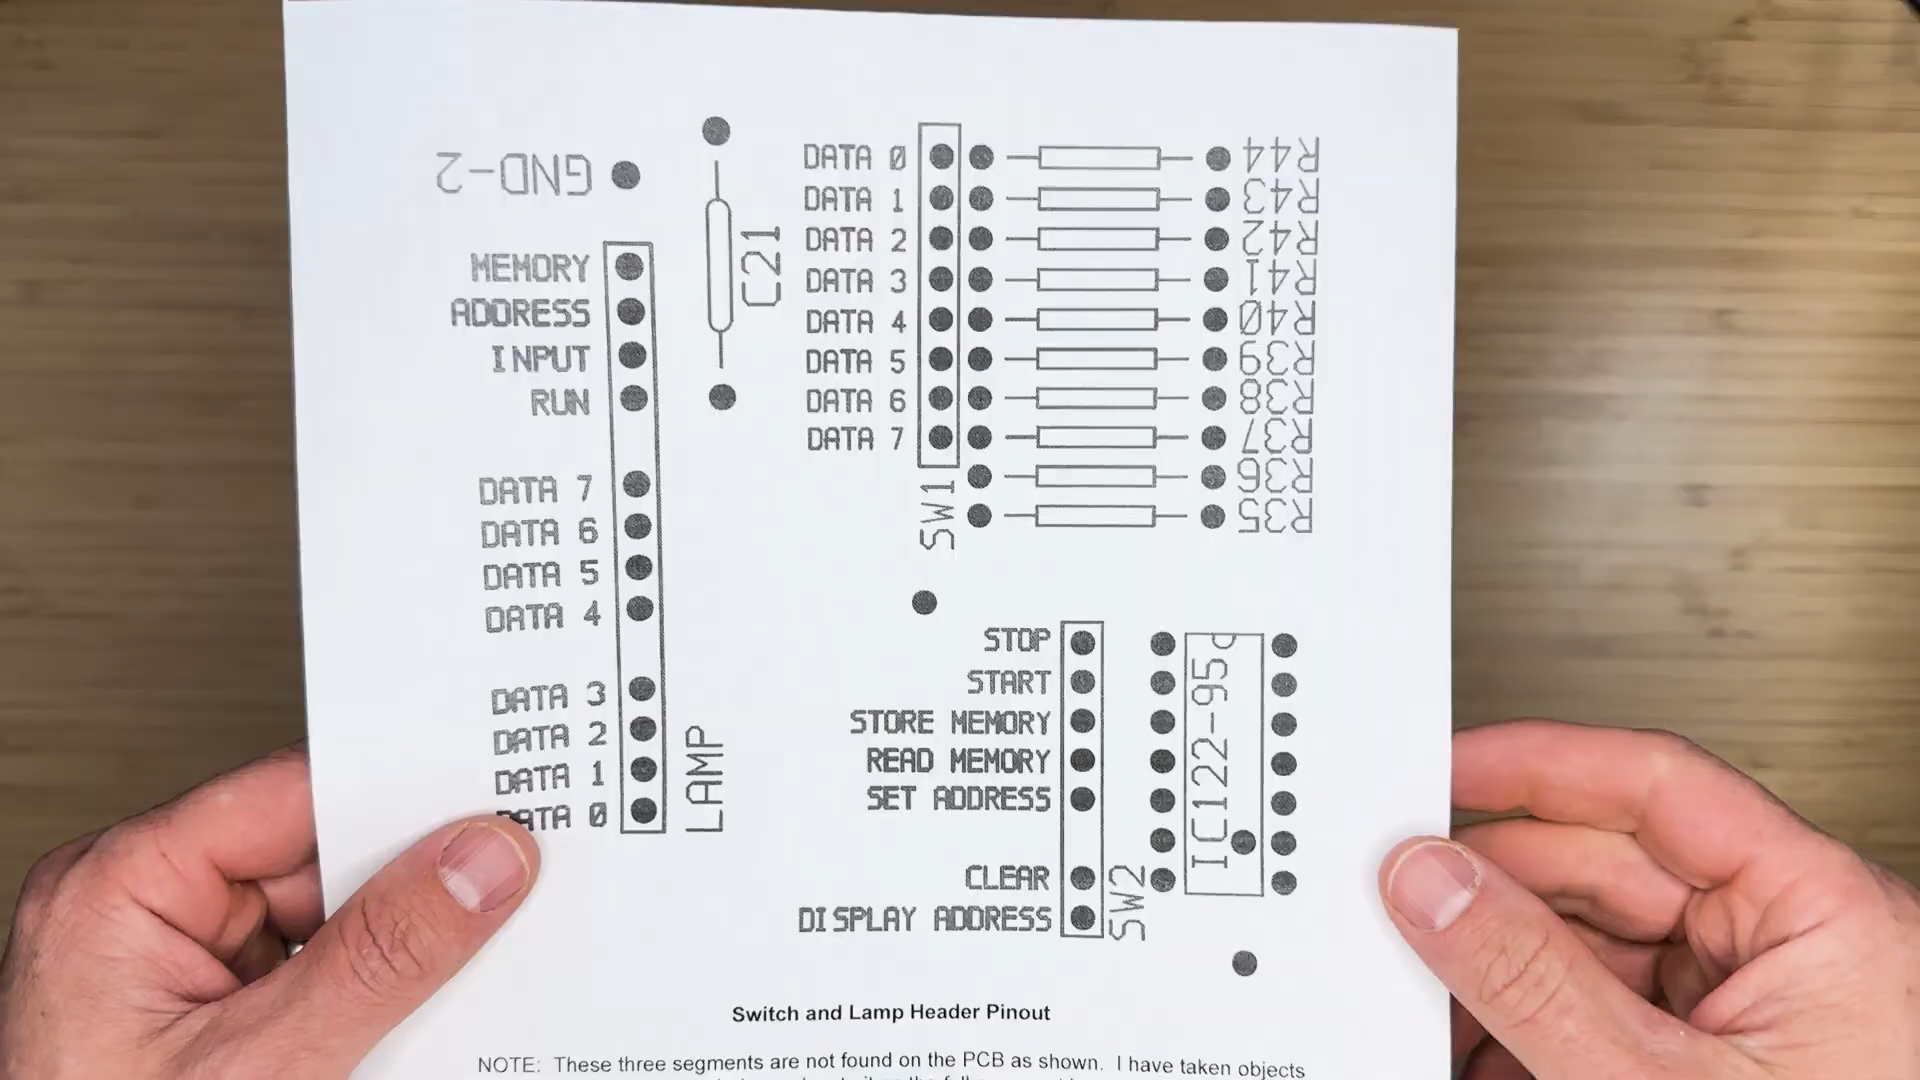 GND-2
MEMORY
ADDRESS
INPUT
RUN
DATA 7
DATA 6
DATA 5
DATA 4
DATA 3
DATA 2
DATA 1
DATA 0
LAMP
C21
DATA 0
DATA 1
DATA 2
DATA 3
DATA 4
DATA 5
DATA 6
DATA 7
SW1
R44
R43
R42
R41
R40
R39
R38
R37
R36
R35
STOP
START
STORE MEMORY
READ MEMORY
SET ADDRESS
CLEAR
DISPLAY ADDRESS
SW2
IC122-95
Switch and Lamp Header Pinout
NOTE: These three segments are not found on the PCB as shown. I have taken objects